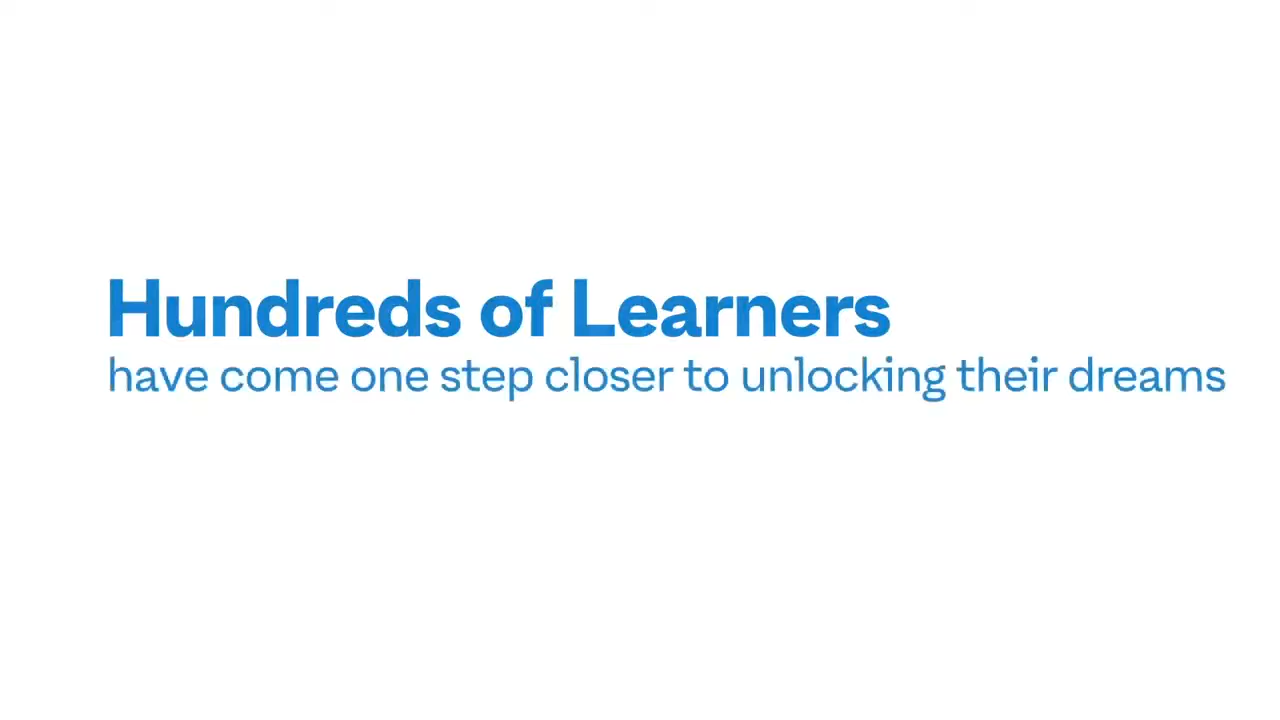 Hundreds of Learners
have come one step closer to unlocking their dreams